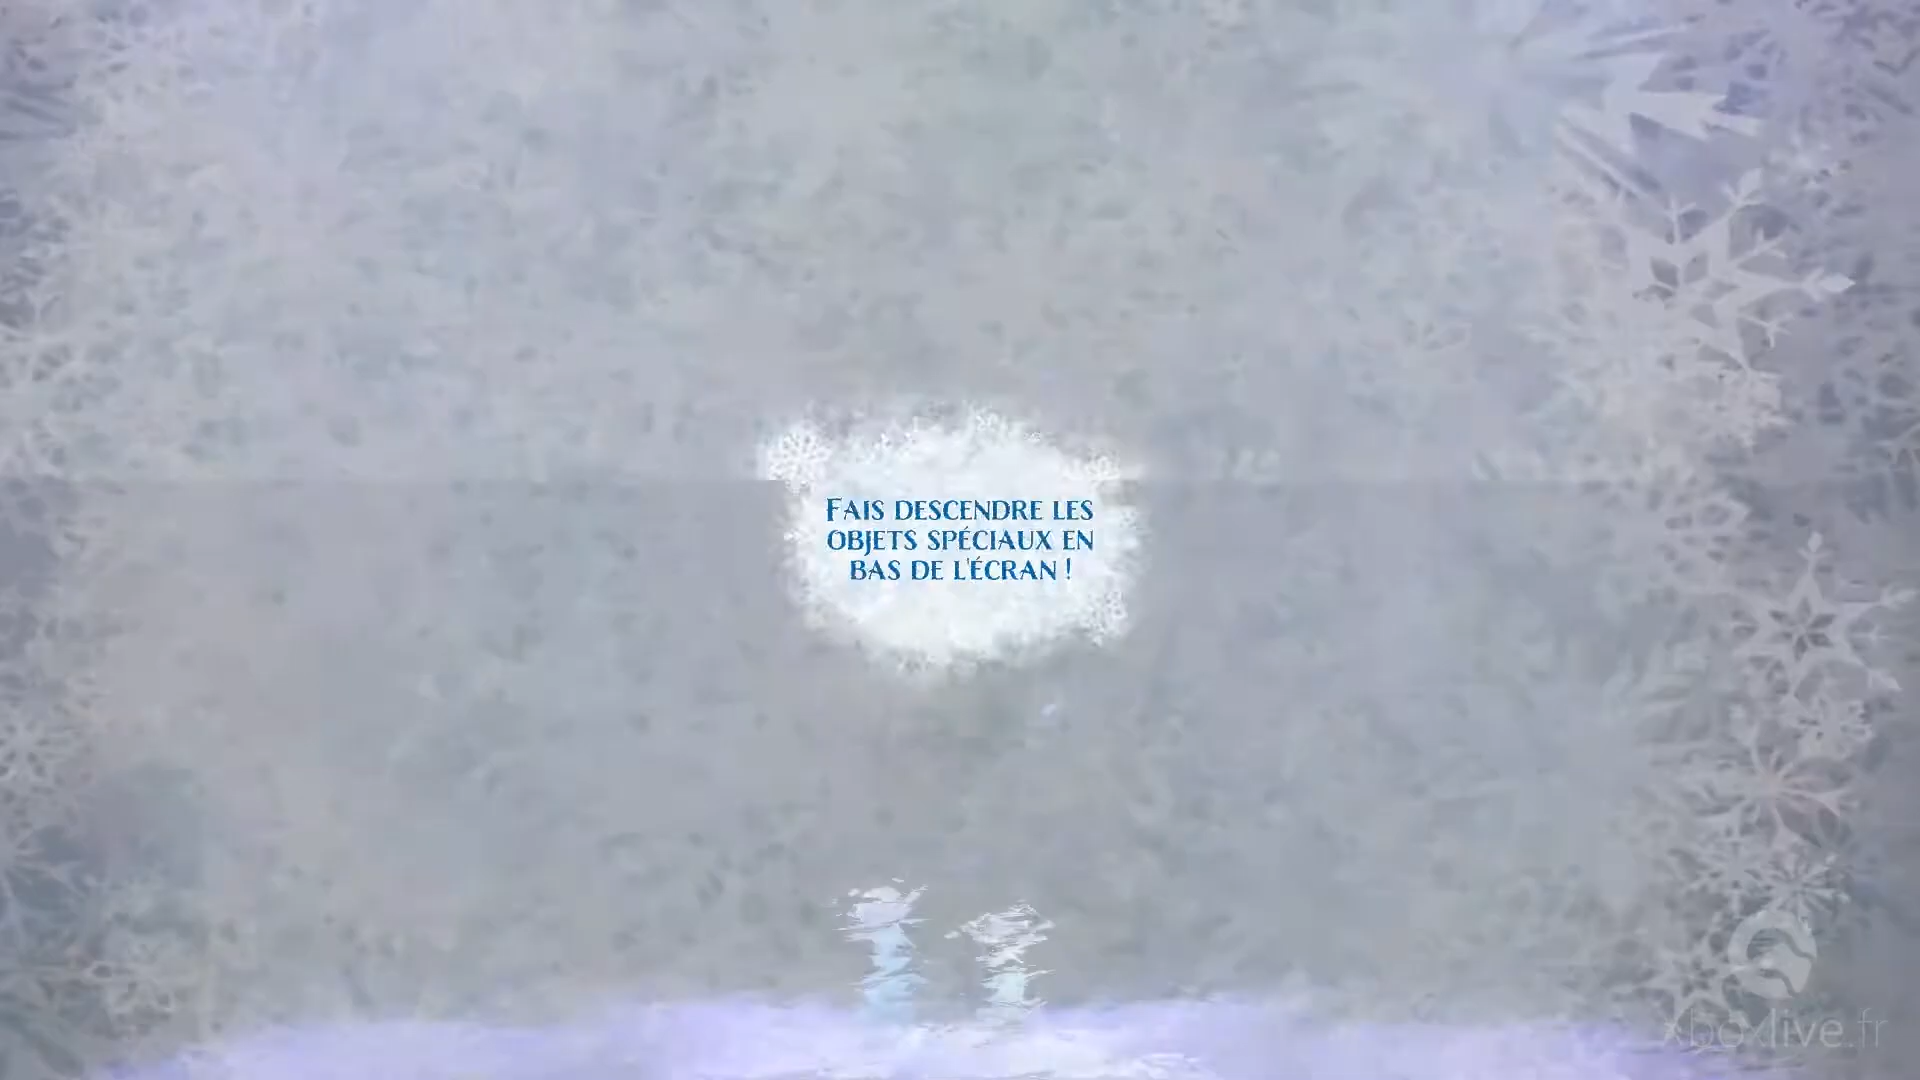 FAIS DESCENDRE LES
OBJETS SPÉCIAUX EN
BAS DE L'ÉCRAN !
xboxlive.fr